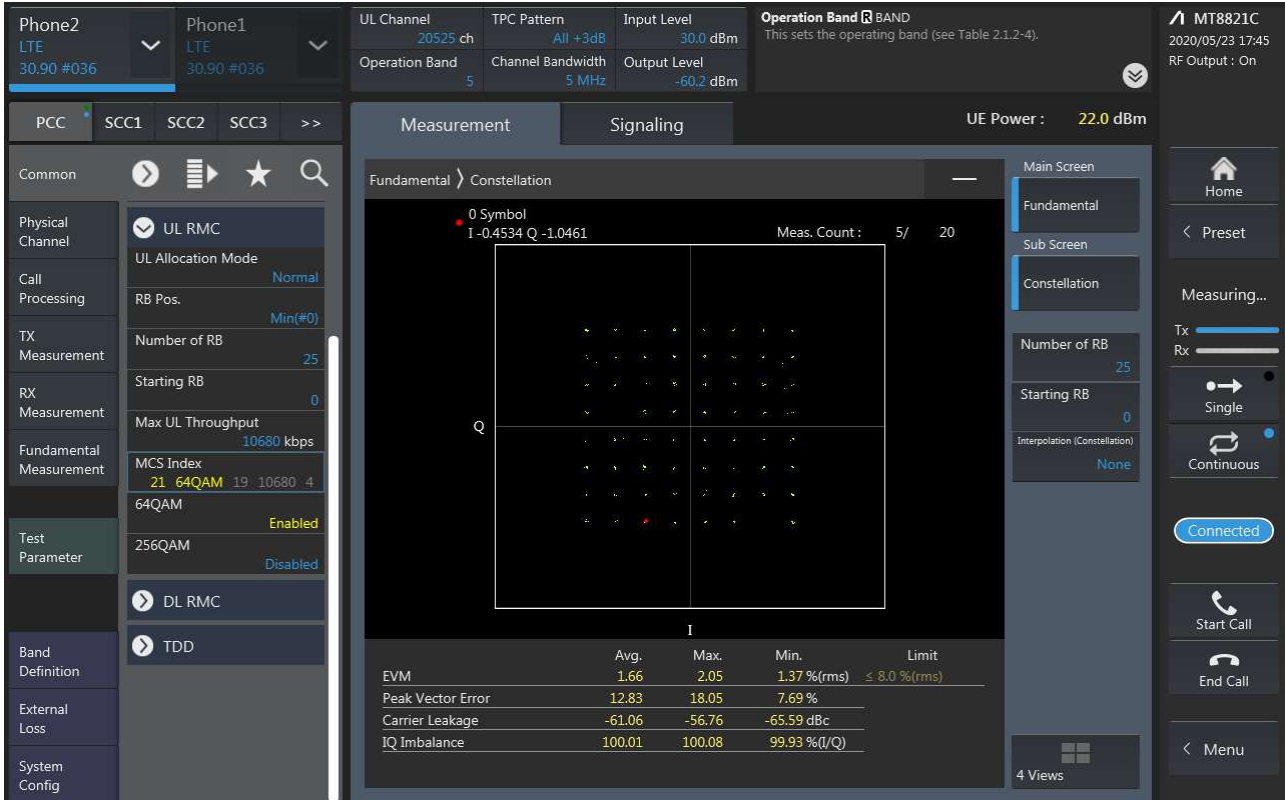 Phone2
LTE
30.90 #036
Phone1
LTE
30.90 #036
UL Channel
20525 ch
TPC Pattern
All +3dB
Input Level
30.0 dBm
Operation Band
5
Channel Bandwidth
5 MHz
Output Level
-60.2 dBm
Operation Band R BAND
This sets the operating band (see Table 2.1.2-4).
MT8821C
2020/05/23 17:45
RF Output : On
PCC SCC1 SCC2 SCC3 >>
Measurement
Signaling
UE Power : 22.0 dBm
Common
Physical
Channel
Call
Processing
TX
Measurement
RX
Measurement
Fundamental
Measurement
Test
Parameter
Band
Definition
External
Loss
System
Config
UL RMC
UL Allocation Mode
Normal
RB Pos.
Min(#0)
Number of RB
25
Starting RB
0
Max UL Throughput
10680 kbps
MCS Index
21 64QAM 19 10680 4
64QAM
Enabled
256QAM
Disabled
DL RMC
TDD
Fundamental > Constellation
0 Symbol
I -0.4534 Q -1.0461
Meas. Count : 5/ 20
Q
I
Avg. Max. Min. Limit
EVM 1.66 2.05 1.37 %(rms) ≤ 8.0 %(rms)
Peak Vector Error 12.83 18.05 7.69 %
Carrier Leakage -61.06 -56.76 -65.59 dBc
IQ Imbalance 100.01 100.08 99.93 %(I/Q)
Main Screen
Fundamental
Sub Screen
Constellation
Number of RB
25
Starting RB
0
Interpolation (Constellation)
None
4 Views
Home
< Preset
Measuring...
Tx
Rx
Single
Continuous
Connected
Start Call
End Call
< Menu